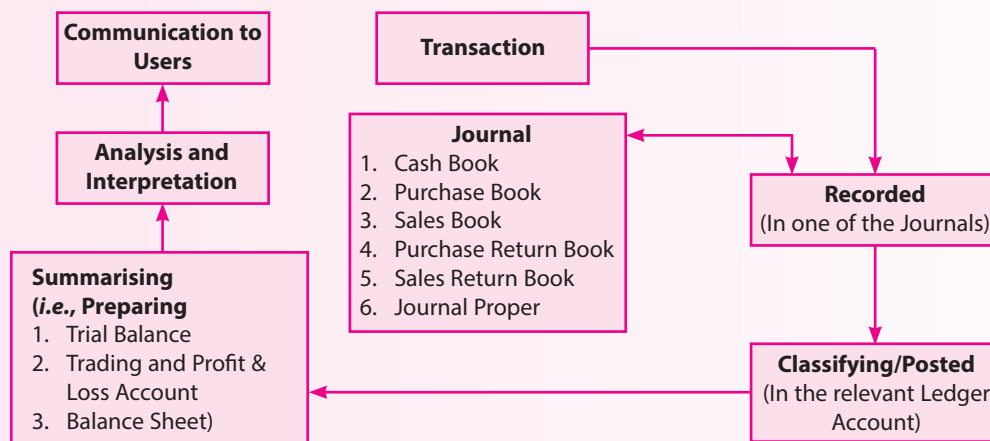 Communication to
Users
Transaction
Analysis and
Interpretation
Journal
1. Cash Book
2. Purchase Book
3. Sales Book
4. Purchase Return Book
5. Sales Return Book
6. Journal Proper
Recorded
(In one of the Journals)
Summarising
(i.e., Preparing
1. Trial Balance
2. Trading and Profit &
Loss Account
3. Balance Sheet)
Classifying/Posted
(In the relevant Ledger
Account)